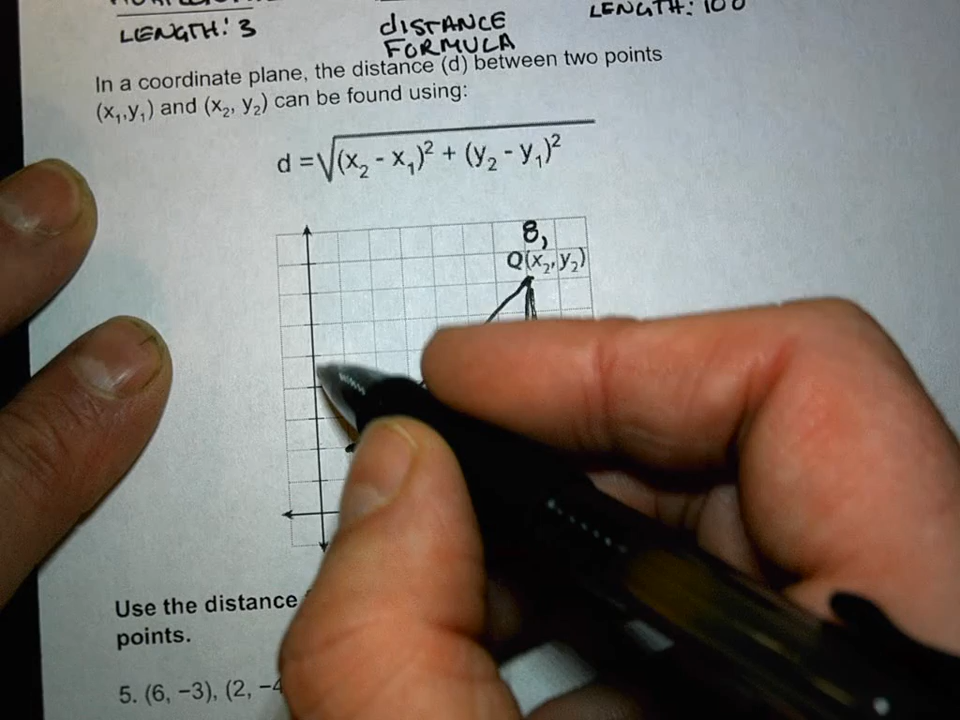 LENGTH: 3
DISTANCE FORMULA
LENGTH: 100
In a coordinate plane, the distance (d) between two points
(x₁,y₁) and (x₂, y₂) can be found using:
d = √(x₂ - x₁)² + (y₂ - y₁)²
8,
Q(x₂, y₂)
Use the distance
points.
5. (6, −3), (2, −4